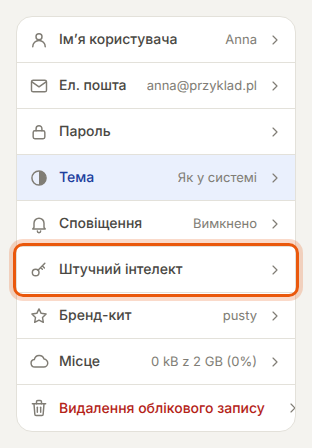 Ім’я користувача Anna
Ел. пошта anna@przyklad.pl
Пароль
Тема Як у системі
Сповіщення Вимкнено
Штучний інтелект
Бренд-кит pusty
Місце 0 kB z 2 GB (0%)
Видалення облікового запису